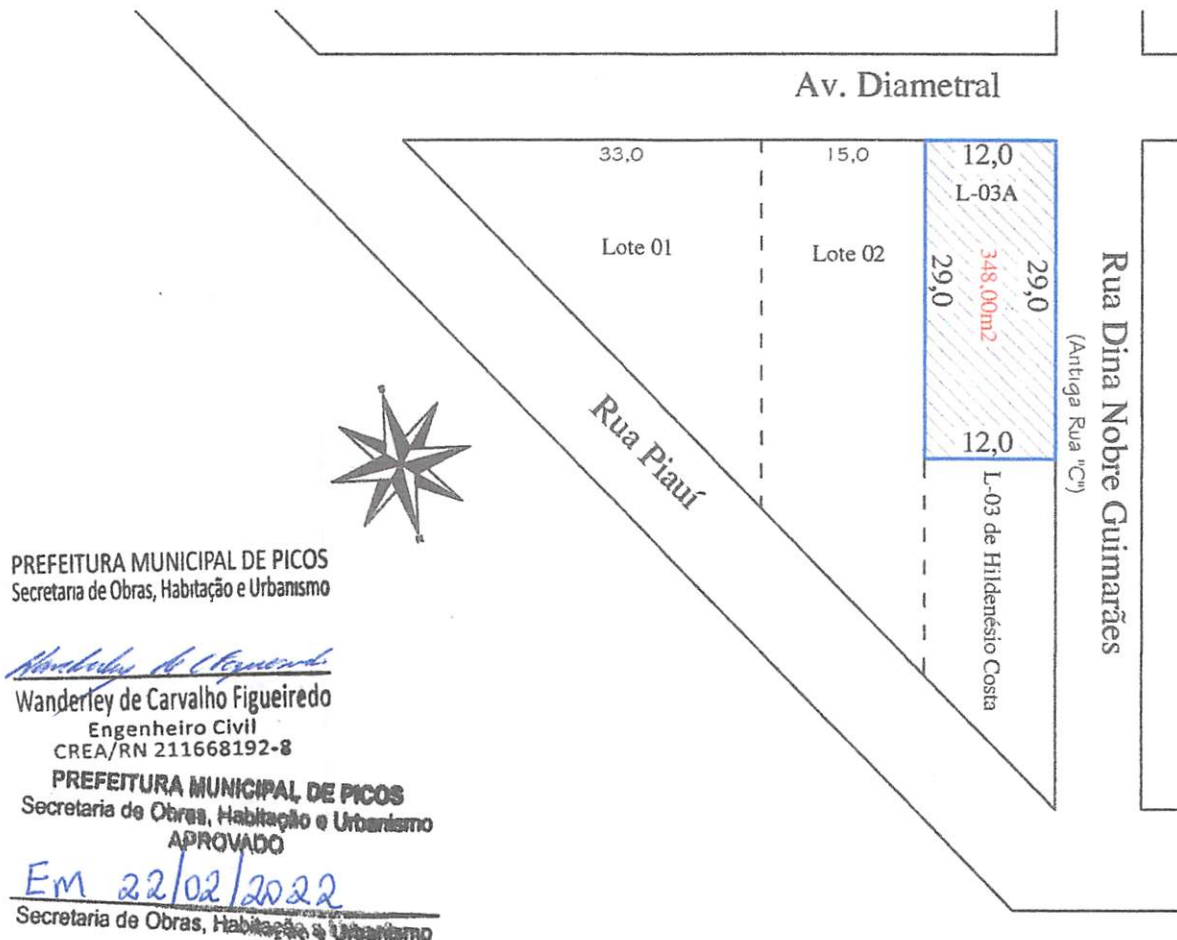 Av. Diametral
33,0
15,0
12,0
L-03A
Lote 01
Lote 02
29,0
348,00m2
29,0
12,0
Rua Dina Nobre Guimarães
(Antiga Rua "C")
L-03 de Hildenésio Costa
Rua Piauí
PREFEITURA MUNICIPAL DE PICOS
Secretaria de Obras, Habitação e Urbanismo
Wanderley de Carvalho Figueiredo
Engenheiro Civil
CREA/RN 211668192-8
PREFEITURA MUNICIPAL DE PICOS
Secretaria de Obras, Habitação e Urbanismo
APROVADO
Em 22/02/2022
Secretaria de Obras, Habitação e Urbanismo